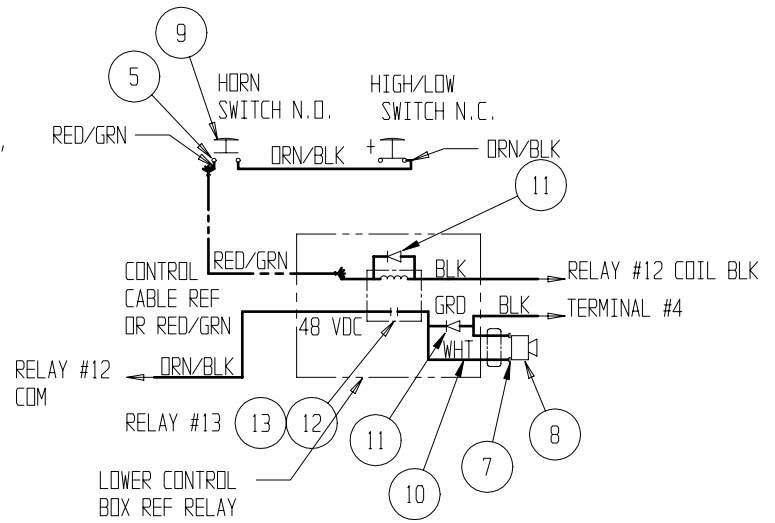 9
5
HORN
SWITCH N.O.
HIGH/LOW
SWITCH N.C.
RED/GRN
,
+
ORN/BLK
ORN/BLK
11
CONTROL
CABLE REF
OR RED/GRN
RED/GRN
BLK
RELAY #12 COIL BLK
48 VDC
GRD
BLK
TERMINAL #4
WHT
RELAY #12
COM
ORN/BLK
RELAY #13
13
12
11
10
7
8
LOWER CONTROL
BOX REF RELAY